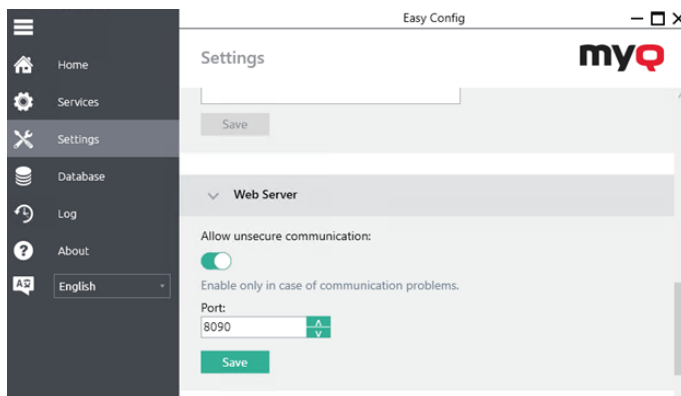 Easy Config
Home
Services
Settings
Database
Log
About
English
Settings
myQ
Save
Web Server
Allow unsecure communication:
Enable only in case of communication problems.
Port:
8090
Save